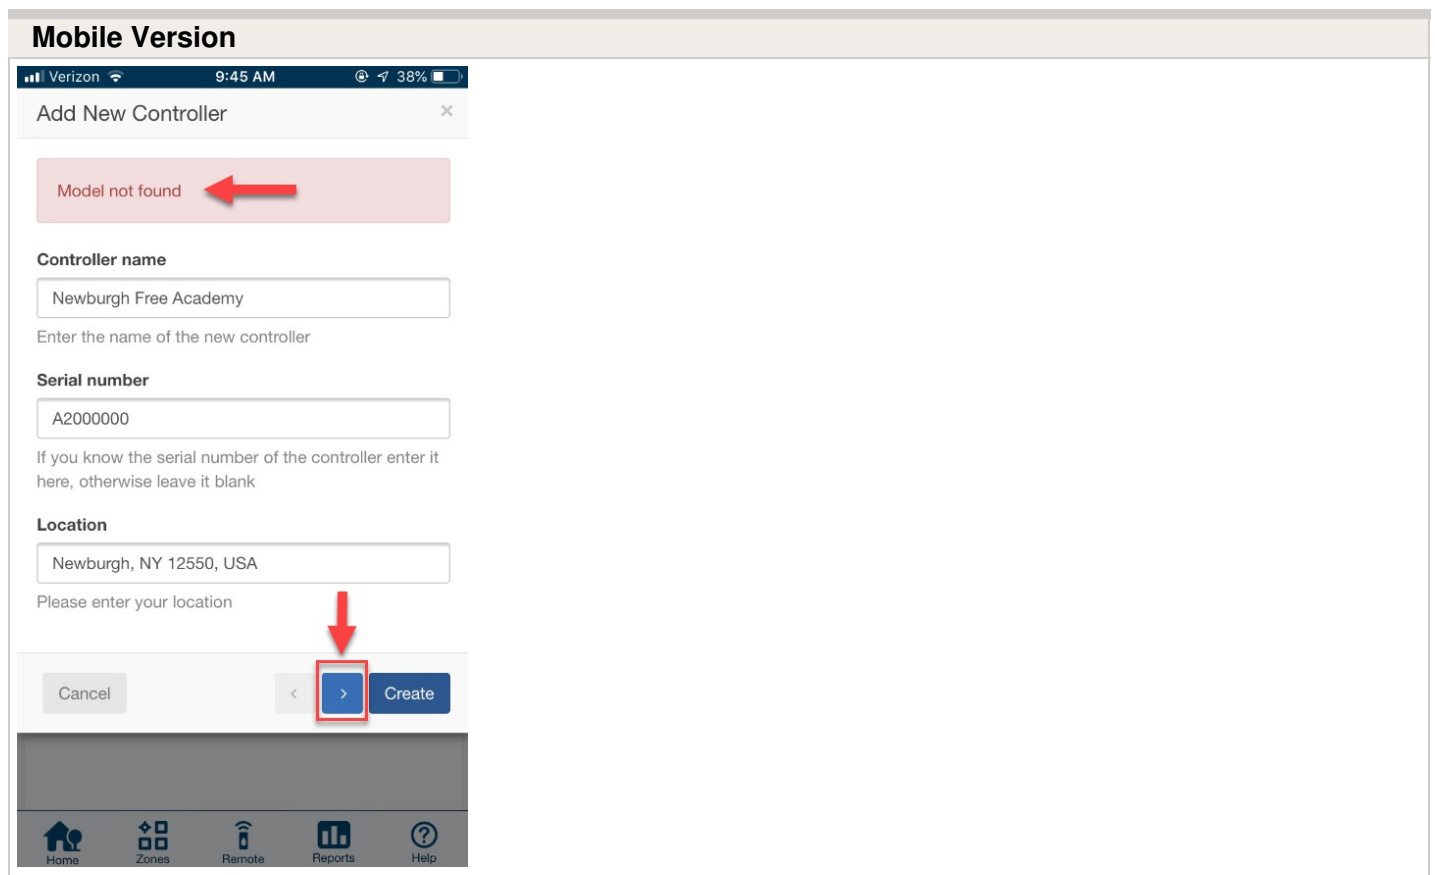 Mobile Version
Verizon 9:45 AM 38%
Add New Controller ×
Model not found
Controller name
Newburgh Free Academy
Enter the name of the new controller
Serial number
A2000000
If you know the serial number of the controller enter it
here, otherwise leave it blank
Location
Newburgh, NY 12550, USA
Please enter your location
Cancel < > Create
Home Zones Remote Reports Help